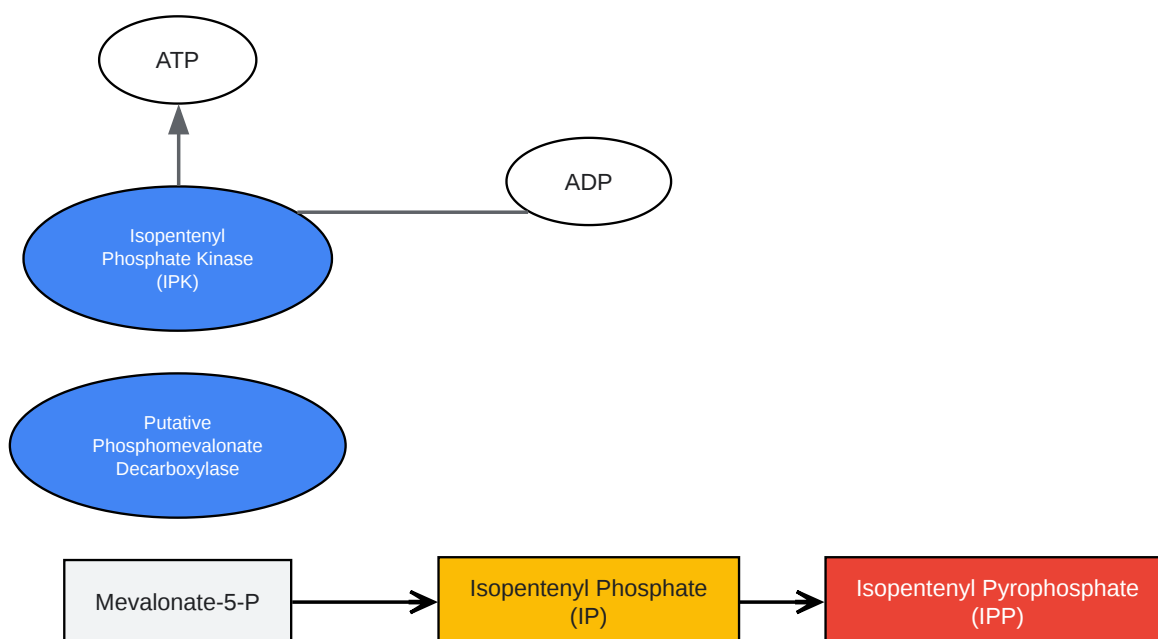 ATP
ADP
Isopentenyl
Phosphate Kinase
(IPK)
Putative
Phosphomevalonate
Decarboxylase
Mevalonate-5-P
Isopentenyl Phosphate
(IP)
Isopentenyl Pyrophosphate
(IPP)